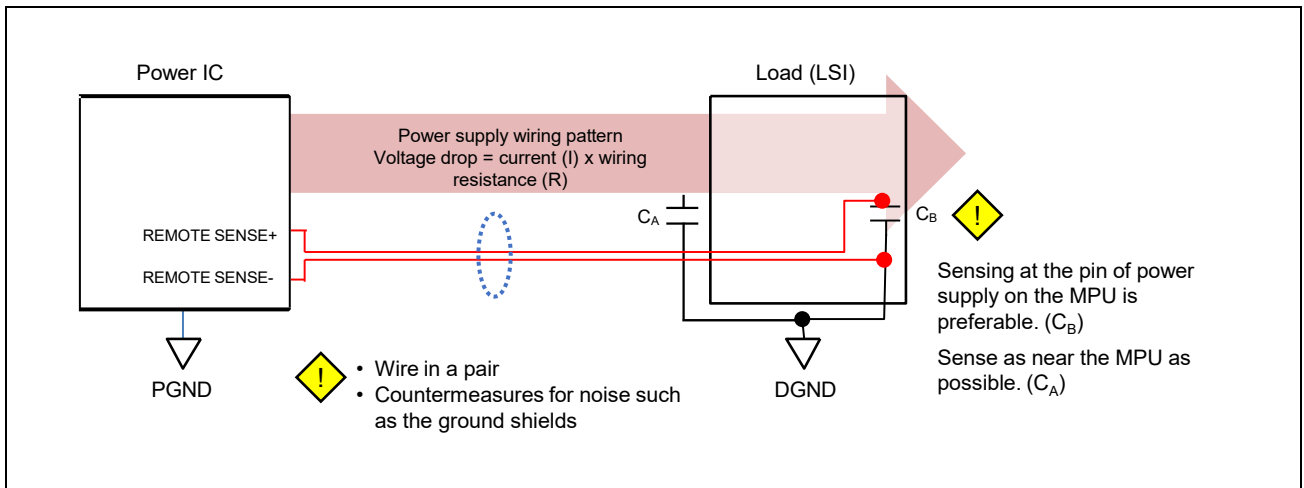 Power IC
Load (LSI)
Power supply wiring pattern
Voltage drop = current (I) x wiring
resistance (R)
CA
CB
!
REMOTE SENSE+
REMOTE SENSE-
Sensing at the pin of power
supply on the MPU is
preferable. (CB)
Sense as near the MPU as
possible. (CA)
PGND
!
• Wire in a pair
• Countermeasures for noise such
as the ground shields
DGND